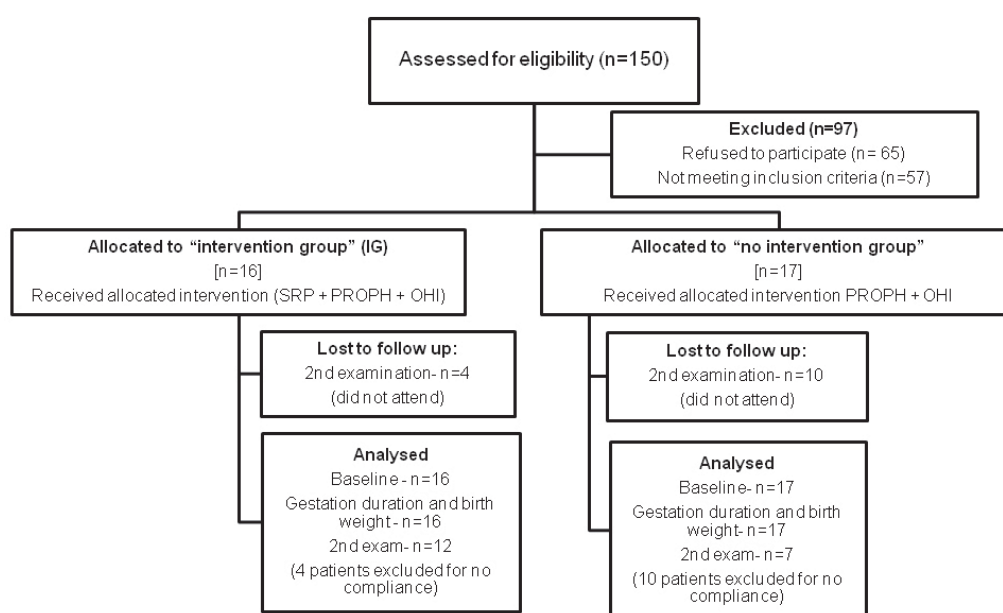 Assessed for eligibility (n=150)
Excluded (n=97)
Refused to participate (n= 65)
Not meeting inclusion criteria (n=57)
Allocated to “intervention group” (IG)
[n=16]
Received allocated intervention (SRP + PROPH + OHI)
Allocated to “no intervention group”
[n=17]
Received allocated intervention PROPH + OHI
Lost to follow up:
2nd examination- n=4
(did not attend)
Lost to follow up:
2nd examination- n=10
(did not attend)
Analysed
Baseline - n=16
Gestation duration and birth
weight- n=16
2nd exam- n=12
(4 patients excluded for no
compliance)
Analysed
Baseline- n=17
Gestation duration and birth
weight- n=17
2nd exam- n=7
(10 patients excluded for no
compliance)